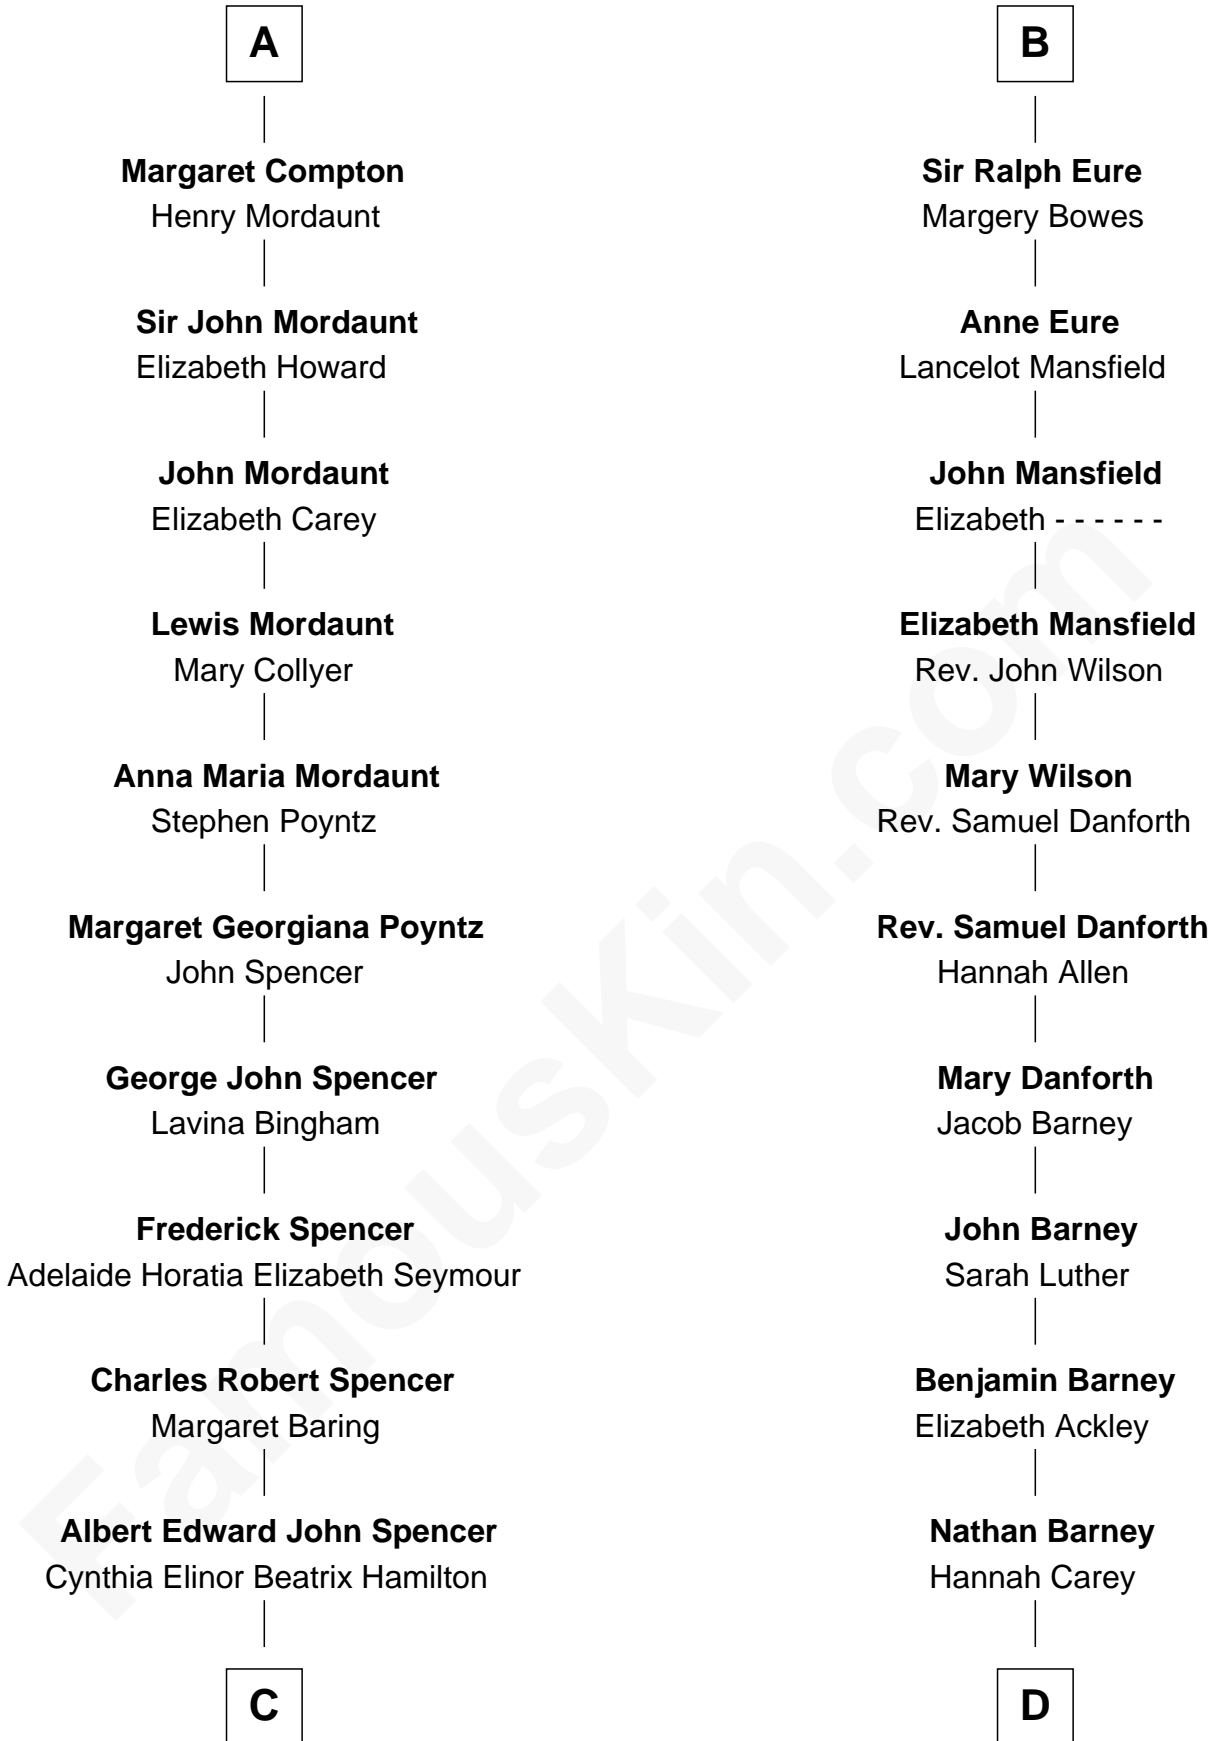 A
Margaret Compton
Henry Mordaunt
Sir John Mordaunt
Elizabeth Howard
John Mordaunt
Elizabeth Carey
Lewis Mordaunt
Mary Collyer
Anna Maria Mordaunt
Stephen Poyntz
Margaret Georgiana Poyntz
John Spencer
George John Spencer
Lavina Bingham
Frederick Spencer
Adelaide Horatia Elizabeth Seymour
Charles Robert Spencer
Margaret Baring
Albert Edward John Spencer
Cynthia Elinor Beatrix Hamilton
C
B
Sir Ralph Eure
Margery Bowes
Anne Eure
Lancelot Mansfield
John Mansfield
Elizabeth - - - - - -
Elizabeth Mansfield
Rev. John Wilson
Mary Wilson
Rev. Samuel Danforth
Rev. Samuel Danforth
Hannah Allen
Mary Danforth
Jacob Barney
John Barney
Sarah Luther
Benjamin Barney
Elizabeth Ackley
Nathan Barney
Hannah Carey
D
FamousKin.com